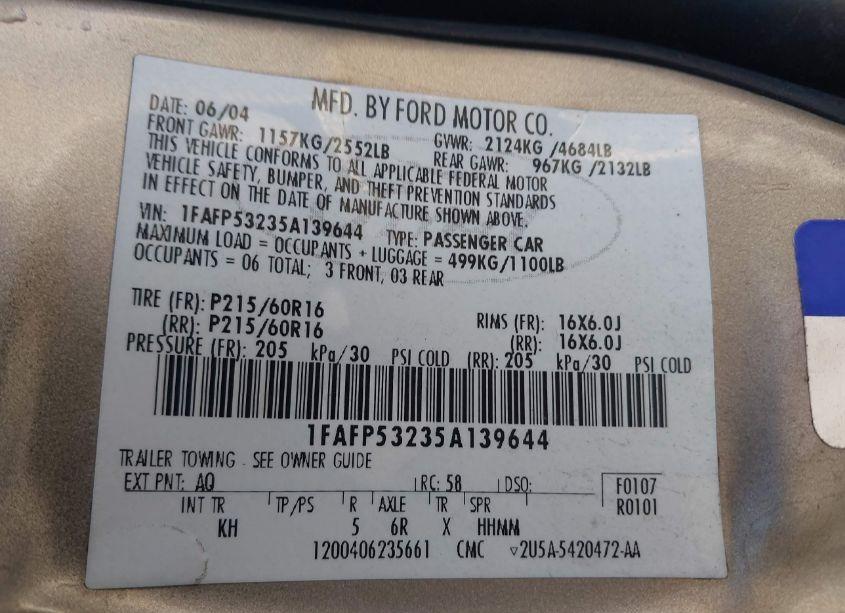 MFD. BY FORD MOTOR CO.
DATE: 06/04
FRONT GAWR: 1157KG/2552LB GVWR: 2124KG /4684LB
REAR GAWR: 967KG /2132LB
THIS VEHICLE CONFORMS TO ALL APPLICABLE FEDERAL MOTOR
VEHICLE SAFETY, BUMPER, AND THEFT PREVENTION STANDARDS
IN EFFECT ON THE DATE OF MANUFACTURE SHOWN ABOVE.
VIN: 1FAFP53235A139644 TYPE: PASSENGER CAR
MAXIMUM LOAD = OCCUPANTS + LUGGAGE = 499KG/1100LB
OCCUPANTS = 06 TOTAL; 3 FRONT, 03 REAR
TIRE (FR): P215/60R16 RIMS (FR): 16X6.0J
(RR): P215/60R16 (RR): 16X6.0J
PRESSURE (FR): 205 kPa/30 PSI COLD (RR): 205 kPa/30 PSI COLD
1FAFP53235A139644
TRAILER TOWING - SEE OWNER GUIDE
EXT PNT: AQ RC: 58 DSO: F0107
R0101
INT TR TP/PS R AXLE TR SPR
KH 5 6R X HHMM
1200406235661 CMC ▽2U5A-5420472-AA